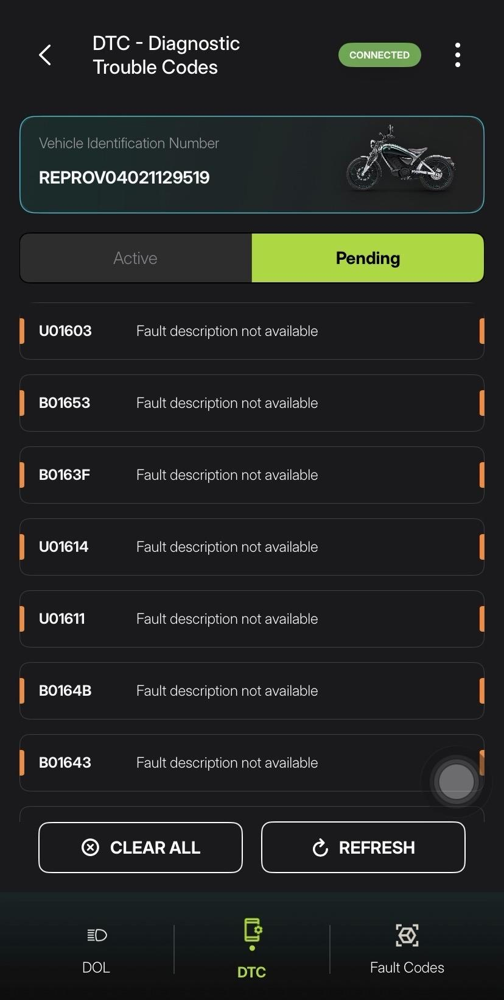 DTC - Diagnostic
Trouble Codes
CONNECTED
Vehicle Identification Number
REPROV04021129519
Active
Pending
U01603 Fault description not available
B01653 Fault description not available
B0163F Fault description not available
U01614 Fault description not available
U01611 Fault description not available
B0164B Fault description not available
B01643 Fault description not available
CLEAR ALL
REFRESH
DOL
DTC
Fault Codes